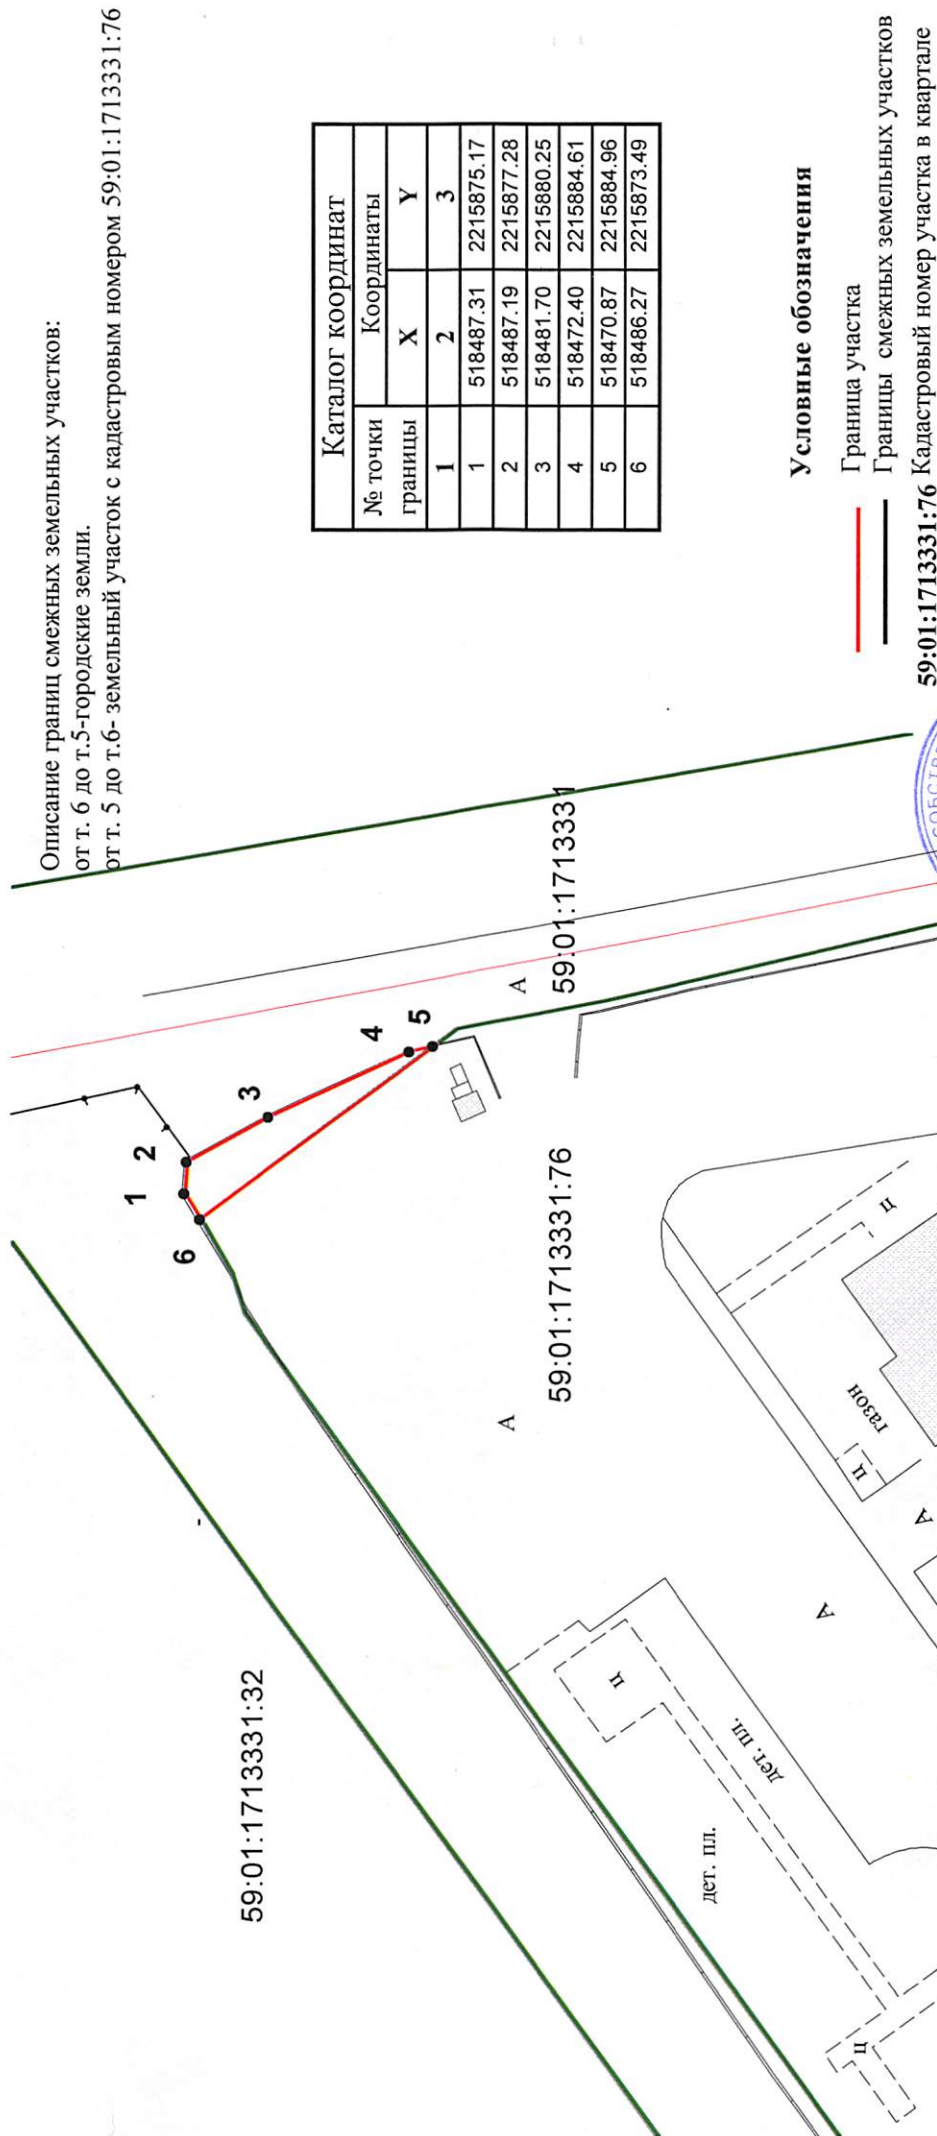 Описание границ смежных земельных участков:
от т. 6 до т.5-городские земли.
от т. 5 до т.6- земельный участок с кадастровым номером 59:01:1713331:76
Каталог координат
№ точки границы Координаты
X Y
1 2 3
1 518487.31 2215875.17
2 518487.19 2215877.28
3 518481.70 2215880.25
4 518472.40 2215884.61
5 518470.87 2215884.96
6 518486.27 2215873.49
Условные обозначения
Граница участка
Границы смежных земельных участков
59:01:1713331:76 Кадастровый номер участка в квартале
59:01:1713331:32
6
1
2
3
4
5
А
59:01:1713331
А
59:01:1713331:76
дет. пл.
дет. пл.
ц
ц
А
А
ц
газон
ц